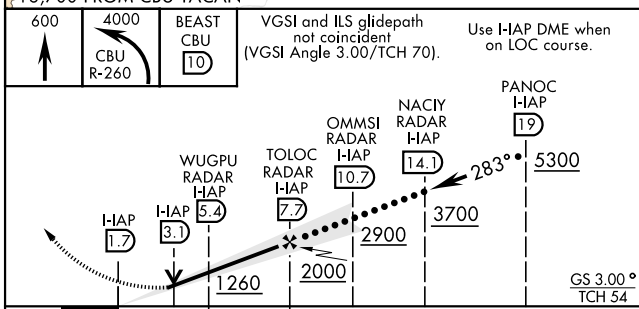 10,700 FROM CBU TACAN
600
4000
CBU
R-260
BEAST
CBU
10
VGSI and ILS glidepath
not coincident
(VGSI Angle 3.00/TCH 70).
Use I-IAP DME when
on LOC course.
PANOC
I-IAP
19
NACIY
RADAR
I-IAP
14.1
OMMSI
RADAR
I-IAP
10.7
TOLOC
RADAR
I-IAP
7.7
WUGPU
RADAR
I-IAP
5.4
I-IAP
3.1
I-IAP
1.7
283°
5300
3700
2900
2000
1260
GS 3.00°
TCH 54